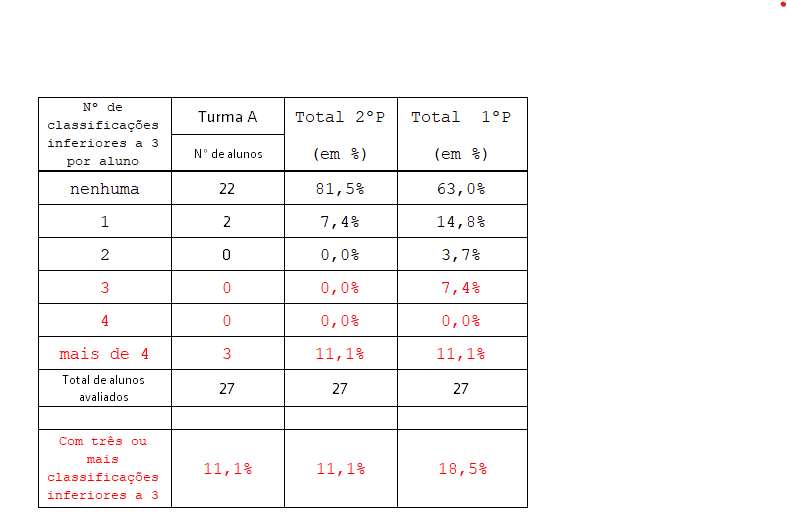 Nº de
classificações
inferiores a 3
por aluno
Turma A
Nº de alunos
Total 2ºP
(em %)
Total 1ºP
(em %)
nenhuma 22 81,5% 63,0%
1 2 7,4% 14,8%
2 0 0,0% 3,7%
3 0 0,0% 7,4%
4 0 0,0% 0,0%
mais de 4 3 11,1% 11,1%
Total de alunos
avaliados
27 27 27
Com três ou
mais
classificações
inferiores a 3
11,1% 11,1% 18,5%